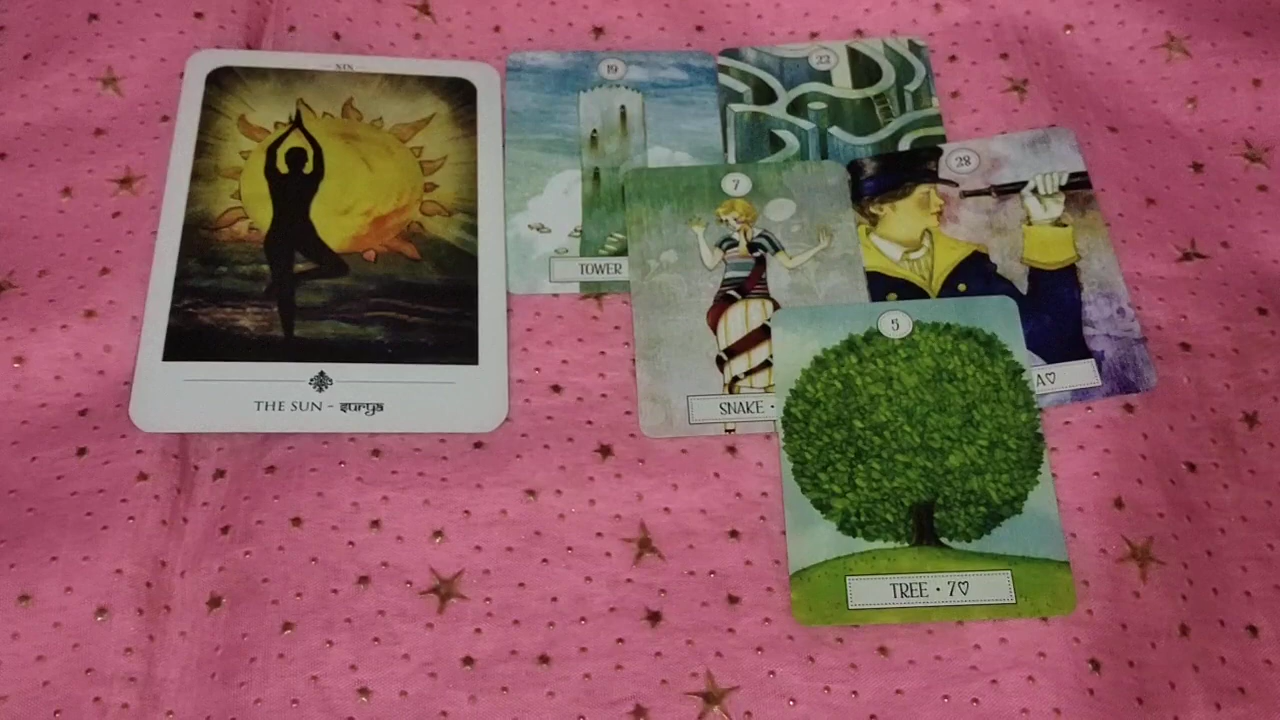 XIX
THE SUN - surya
19
TOWER
22
7
SNAKE ·
28
A♡
5
TREE · 7♡